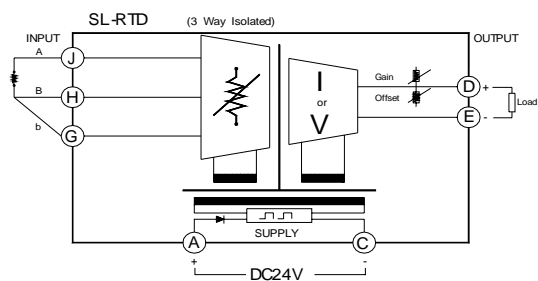 SL-RTD (3 Way Isolated)
INPUT
OUTPUT
A
J
B
H
b
G
I
or
V
Gain
Offset
D
+
E
-
Load
SUPPLY
A
C
+
-
DC24V